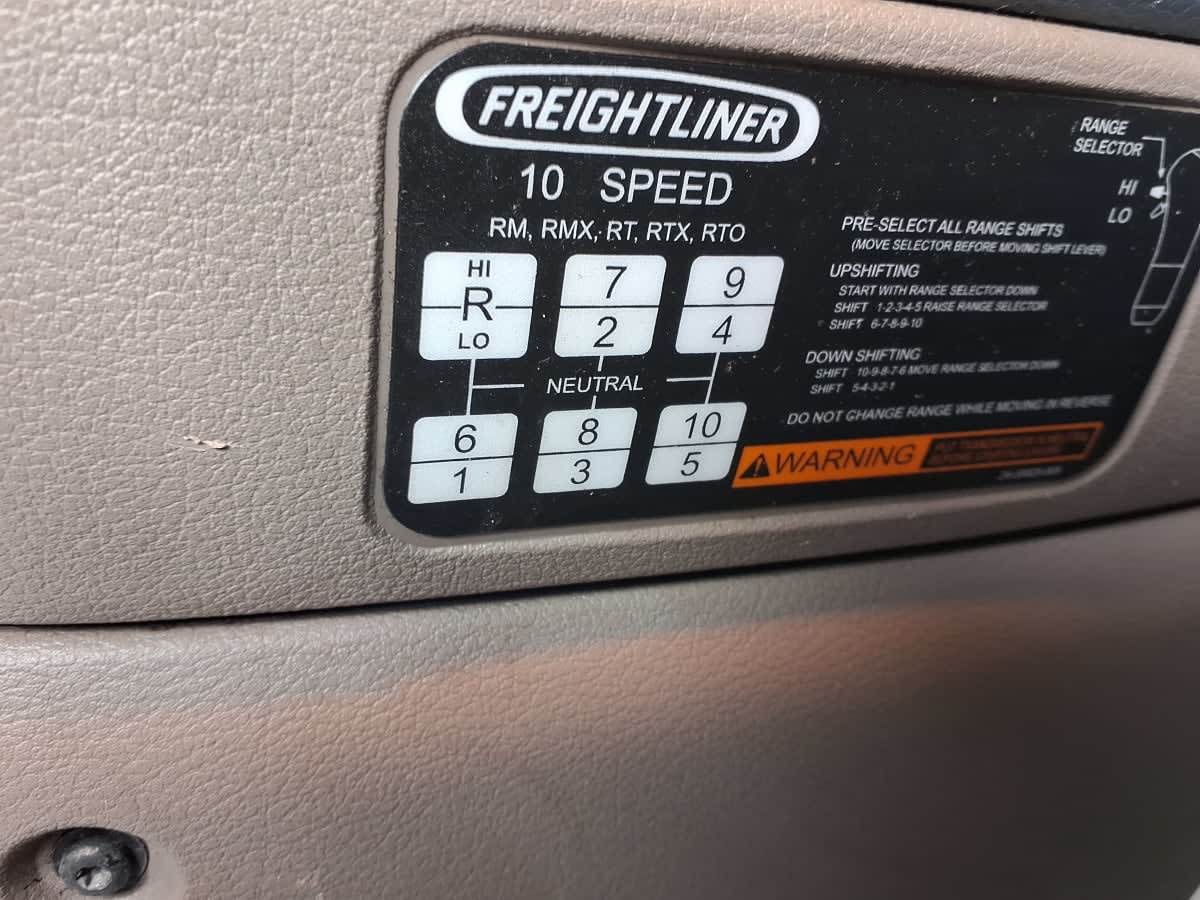 FREIGHTLINER
10 SPEED
RM, RMX, RT, RTX, RTO
HI
R
LO
7
2
9
4
NEUTRAL
6
1
8
3
10
5
RANGE
SELECTOR
HI
LO
PRE-SELECT ALL RANGE SHIFTS
(MOVE SELECTOR BEFORE MOVING SHIFT LEVER)
UPSHIFTING
START WITH RANGE SELECTOR DOWN
SHIFT 1-2-3-4-5 RAISE RANGE SELECTOR
SHIFT 6-7-8-9-10
DOWN SHIFTING
SHIFT 10-9-8-7-6 MOVE RANGE SELECTOR DOWN
SHIFT 5-4-3-2-1
DO NOT CHANGE RANGE WHILE MOVING IN REVERSE
WARNING